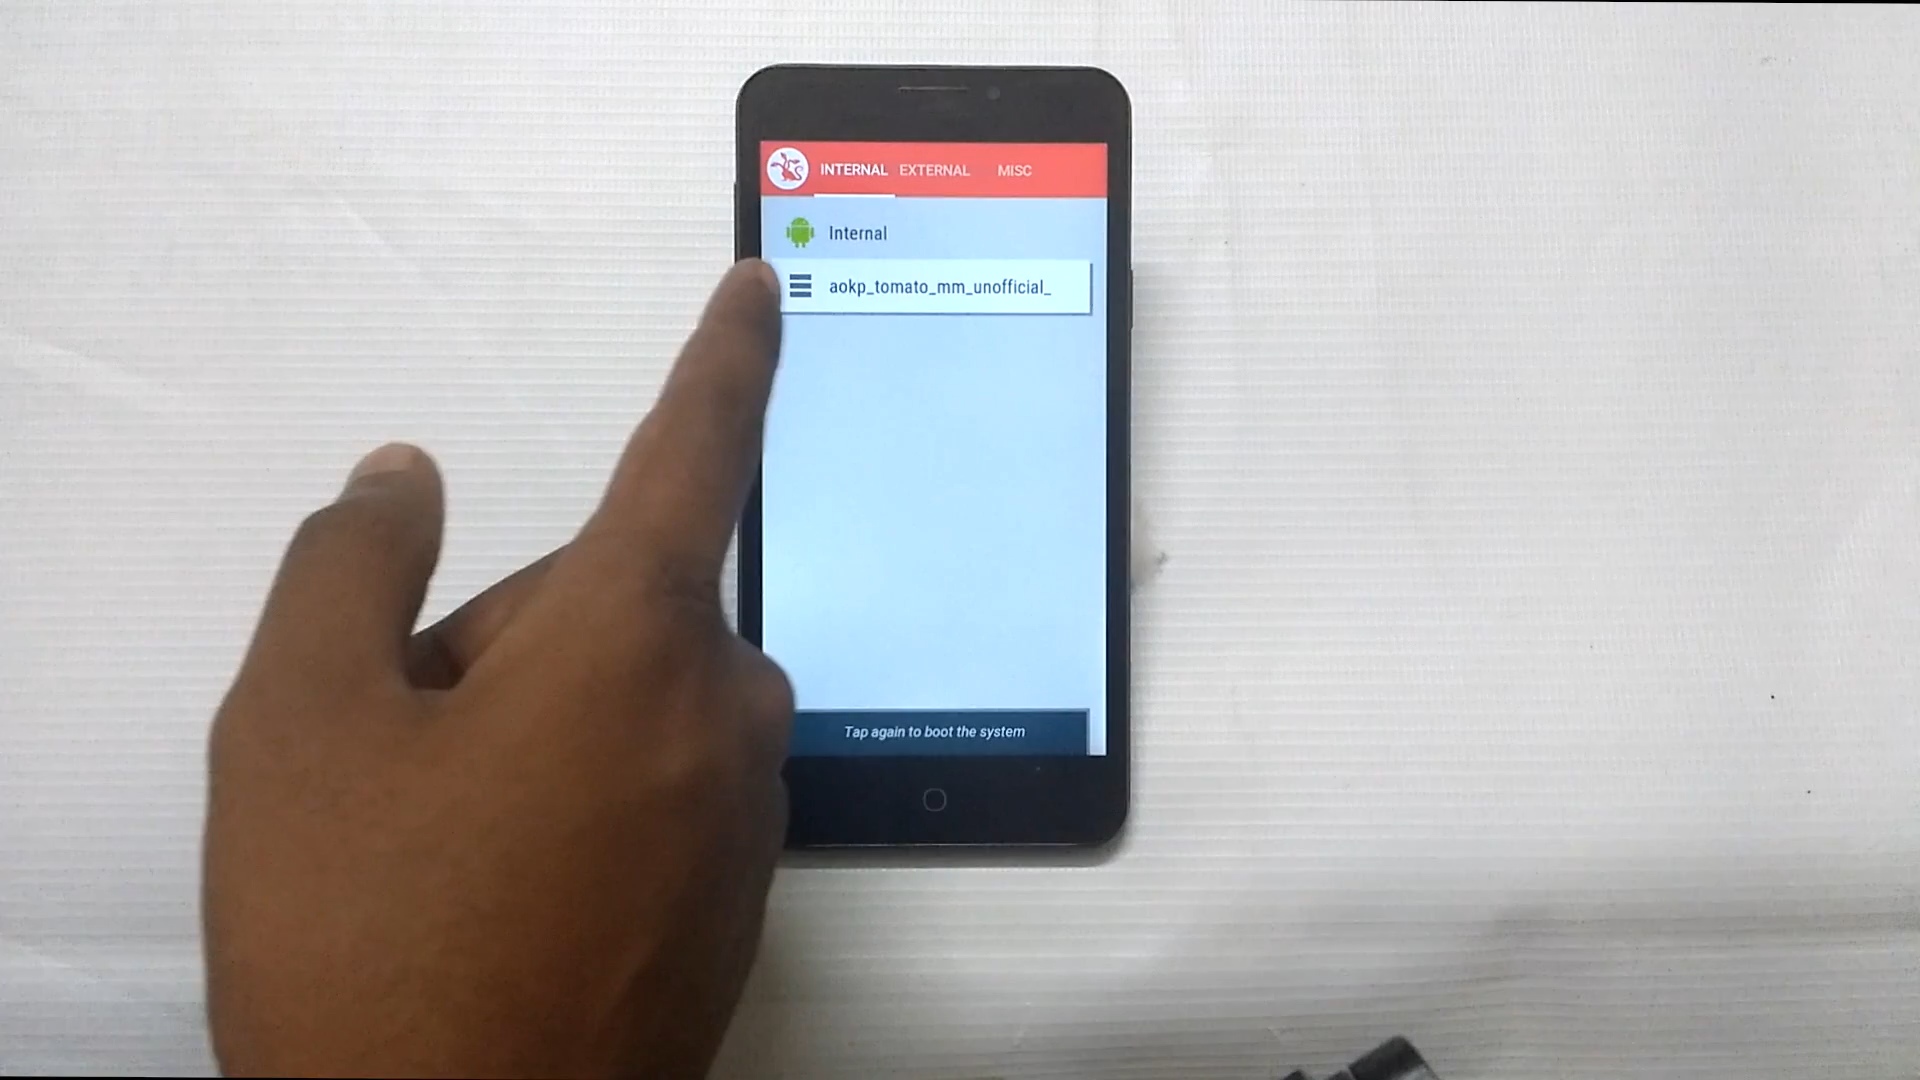 INTERNAL EXTERNAL MISC
Internal
aokp_tomato_mm_unofficial_
Tap again to boot the system